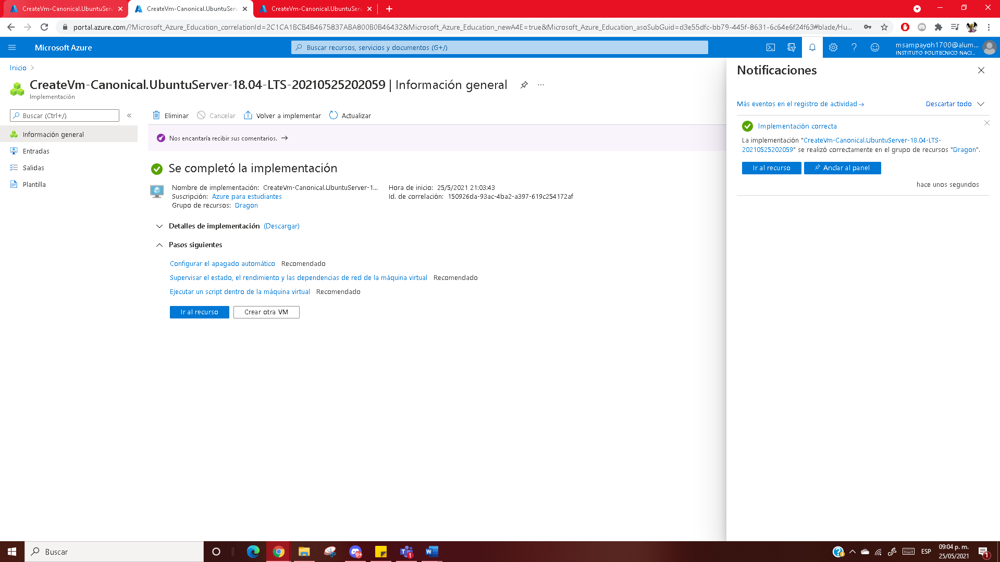 CreateVm-Canonical.UbuntuServ
CreateVm-Canonical.UbuntuServ
CreateVm-Canonical.UbuntuServ
portal.azure.com/?Microsoft_Azure_Education_correlationId=2C1CA1BCB4B4675837ABA800B0B46432&Microsoft_Azure_Education_newA4E=true&Microsoft_Azure_Education_asoSubGuid=d3e55dfc-bb79-445f-8631-6c64e6f24f63#blade/Hu...
Microsoft Azure
Buscar recursos, servicios y documentos (G+/)
msampayoh1700@alum...
INSTITUTO POLITECNICO NACI...
Inicio
CreateVm-Canonical.UbuntuServer-18.04-LTS-20210525202059 | Información general
Implementación
Buscar (Ctrl+/)
Información general
Entradas
Salidas
Plantilla
Eliminar Cancelar Volver a implementar Actualizar
Nos encantaría recibir sus comentarios. →
Se completó la implementación
Nombre de implementación: CreateVm-Canonical.UbuntuServer-1...
Suscripción: Azure para estudiantes
Grupo de recursos: Dragon
Hora de inicio: 25/5/2021 21:03:43
Id. de correlación: 150926da-93ac-4ba2-a397-619c254172af
Detalles de implementación (Descargar)
Pasos siguientes
Configurar el apagado automático Recomendado
Supervisar el estado, el rendimiento y las dependencias de red de la máquina virtual Recomendado
Ejecutar un script dentro de la máquina virtual Recomendado
Ir al recurso Crear otra VM
Notificaciones
Más eventos en el registro de actividad → Descartar todo
Implementación correcta
La implementación "CreateVm-Canonical.UbuntuServer-18.04-LTS-
20210525202059" se realizó correctamente en el grupo de recursos "Dragon".
Ir al recurso Anclar al panel
hace unos segundos
Buscar
9+
1
ESP
09:04 p. m.
25/05/2021
1